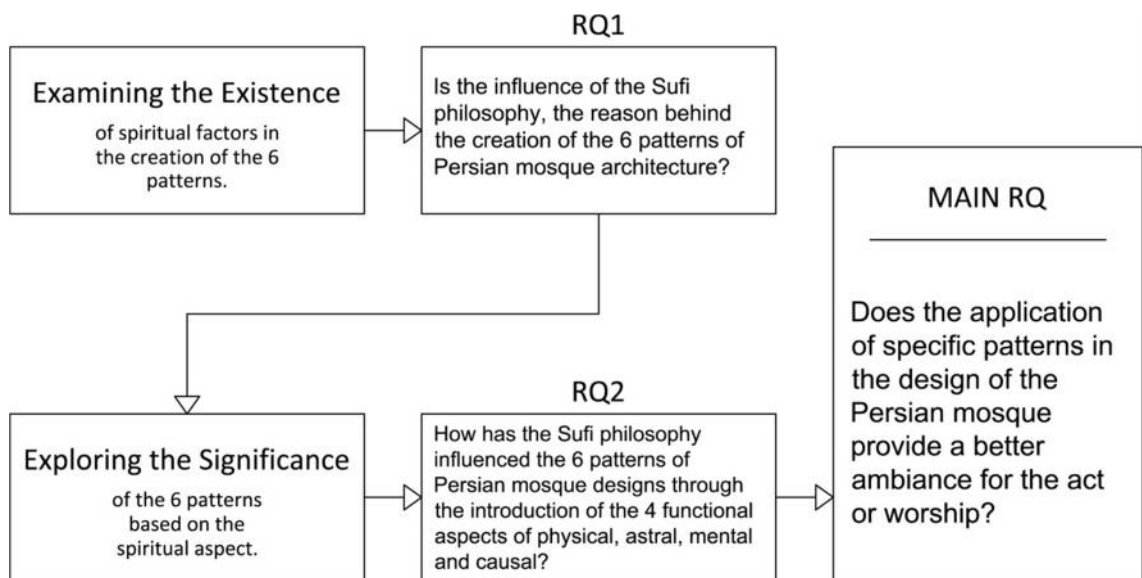 RQ1
Examining the Existence
of spiritual factors in
the creation of the 6
patterns.
Is the influence of the Sufi
philosophy, the reason behind
the creation of the 6 patterns of
Persian mosque architecture?
RQ2
Exploring the Significance
of the 6 patterns
based on the
spiritual aspect.
How has the Sufi philosophy
influenced the 6 patterns of
Persian mosque designs through
the introduction of the 4 functional
aspects of physical, astral, mental
and causal?
MAIN RQ
Does the application
of specific patterns in
the design of the
Persian mosque
provide a better
ambiance for the act
or worship?